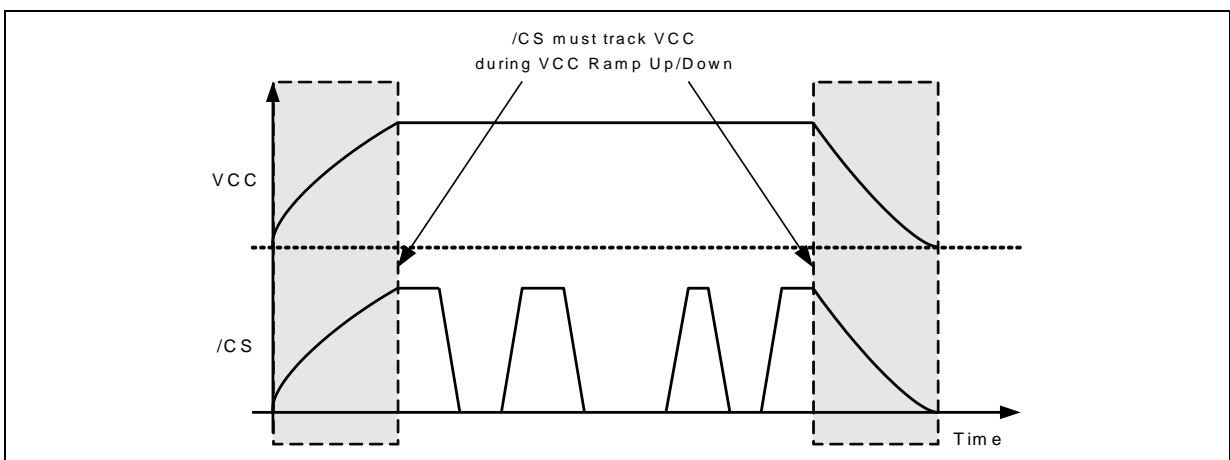 /CS must track VCC
during VCC Ramp Up/Down
VCC
/CS
Time